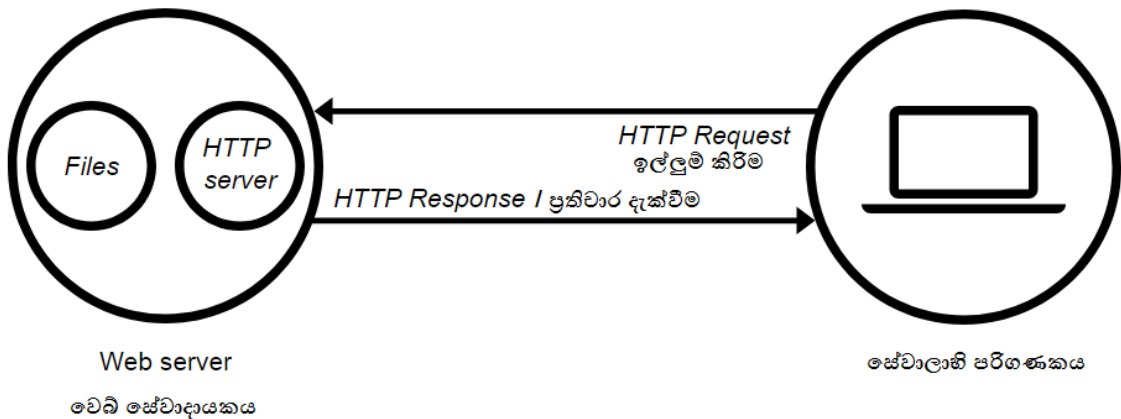 Files
HTTP
server
HTTP Request
ඉල්ලුම් කිරිම
HTTP Response / ප්‍රතිචාර දැක්වීම
Web server
වෙබ් සේවාදායකය
සේවාලාභි පරිගණකය